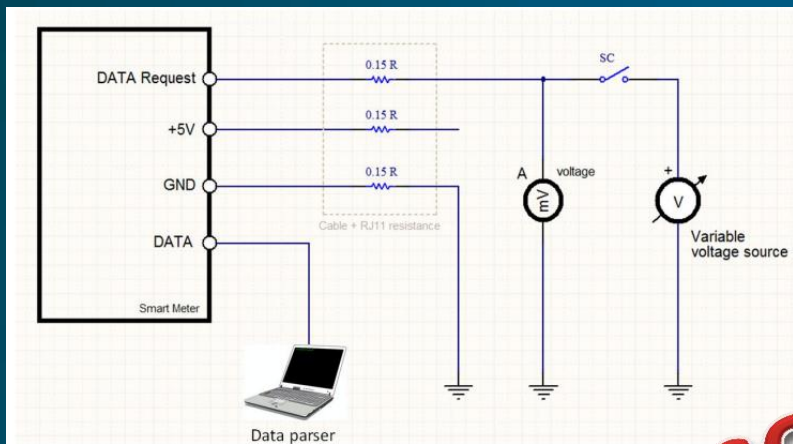 DATA Request
0.15 R
SC
+5V
0.15 R
GND
0.15 R
A
voltage
mV
+
V
Variable
voltage source
Cable + RJ11 resistance
DATA
Smart Meter
Data parser